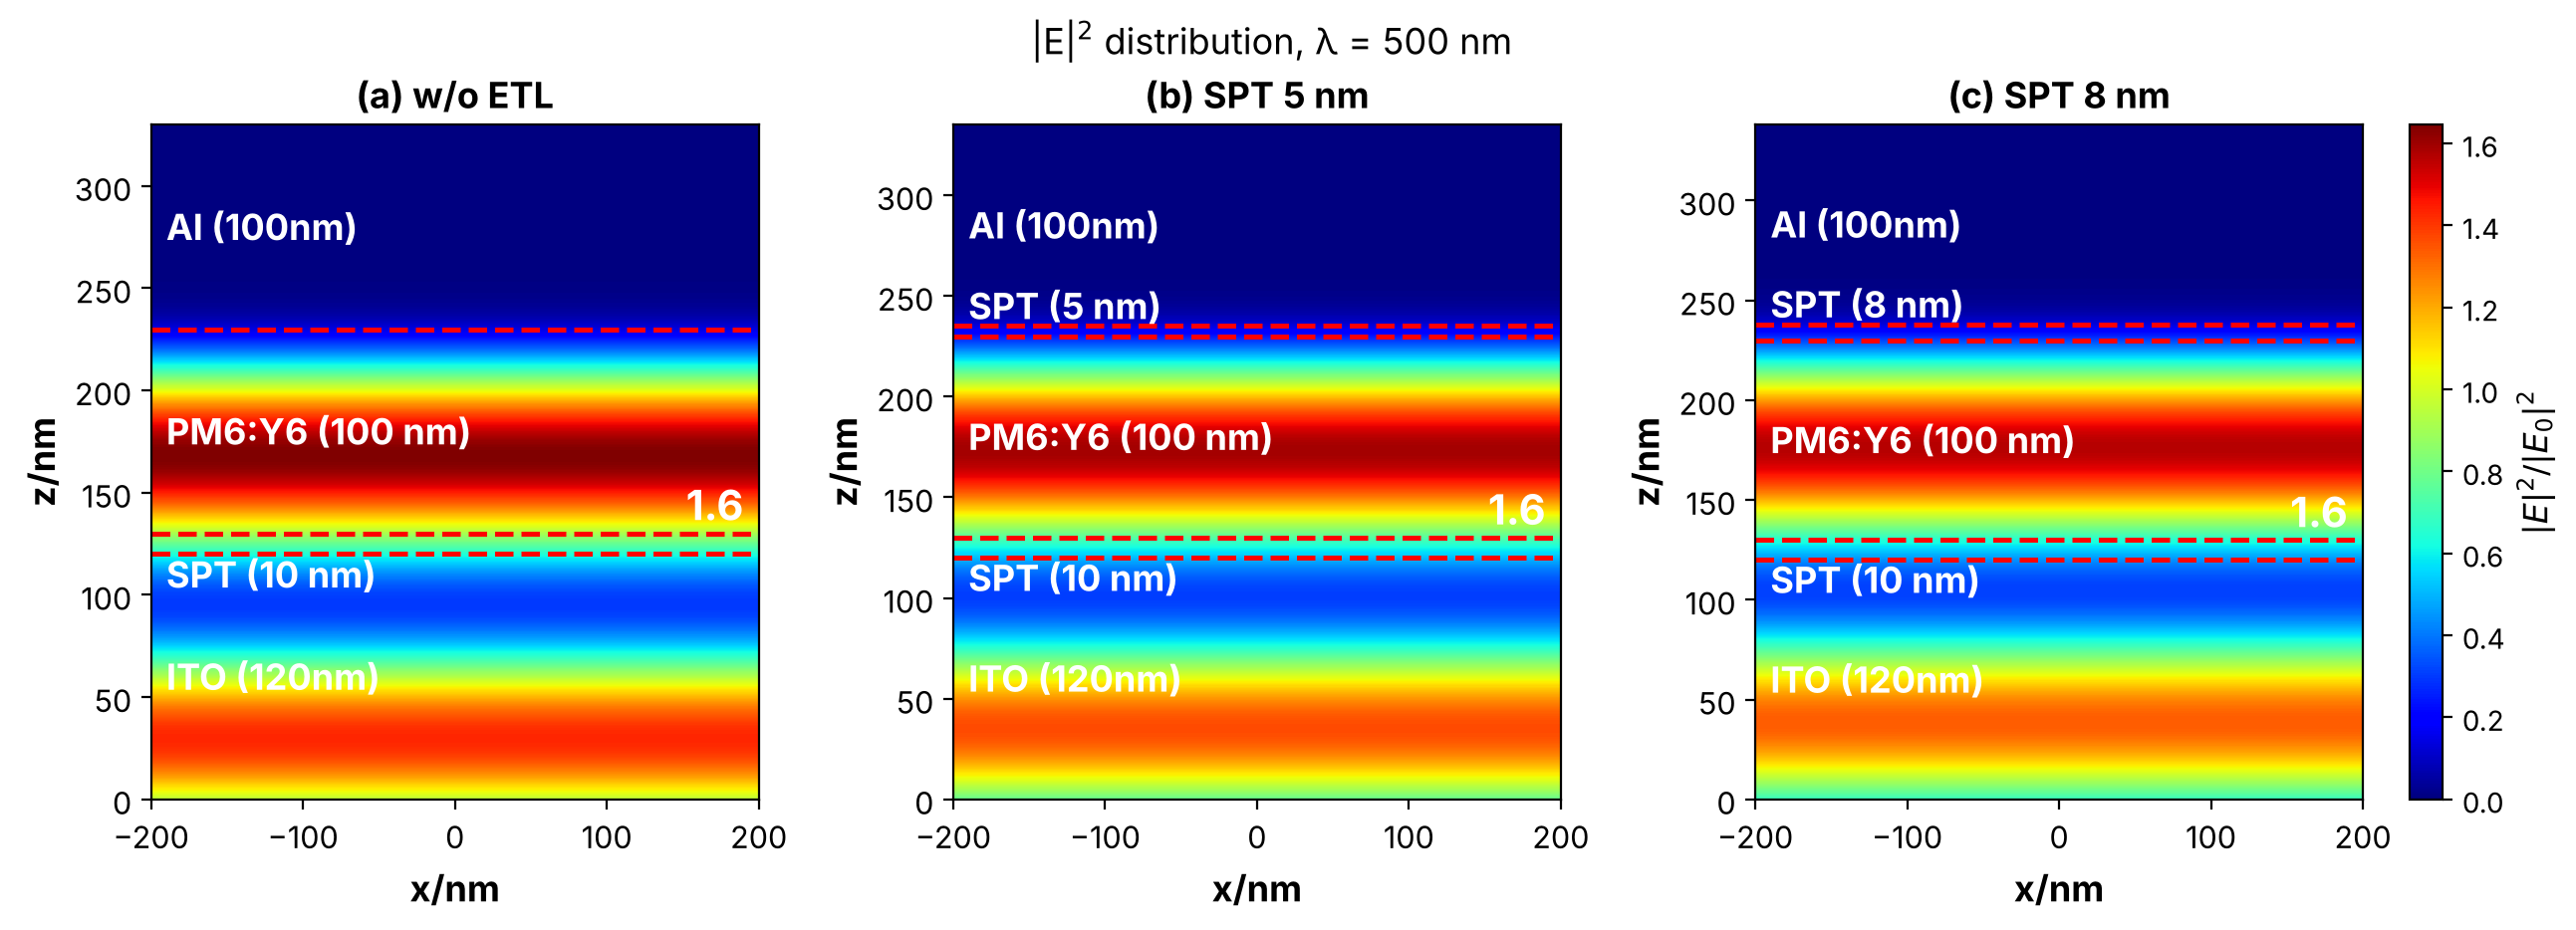 |E|² distribution, λ = 500 nm
(a) w/o ETL
z/nm
300
250
200
150
100
50
0
Al (100nm)
PM6:Y6 (100 nm)
1.6
SPT (10 nm)
ITO (120nm)
−200 −100 0 100 200
x/nm
(b) SPT 5 nm
z/nm
300
250
200
150
100
50
0
Al (100nm)
SPT (5 nm)
PM6:Y6 (100 nm)
1.6
SPT (10 nm)
ITO (120nm)
−200 −100 0 100 200
x/nm
(c) SPT 8 nm
z/nm
300
250
200
150
100
50
0
Al (100nm)
SPT (8 nm)
PM6:Y6 (100 nm)
1.6
SPT (10 nm)
ITO (120nm)
−200 −100 0 100 200
x/nm
1.6
1.4
1.2
1.0
0.8
0.6
0.4
0.2
0.0
|E|²/|E₀|²